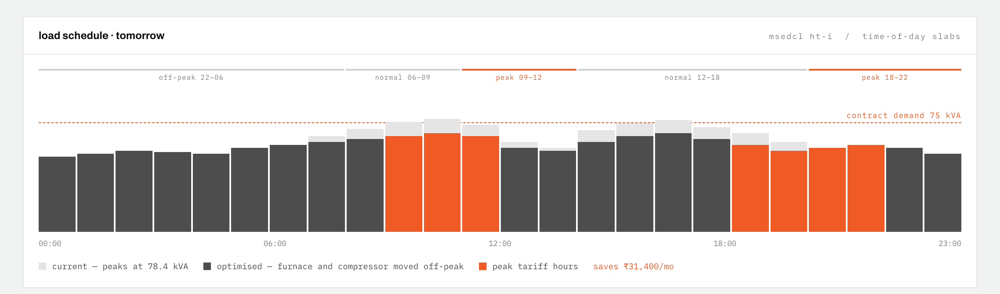 load schedule · tomorrow
msedcl ht-i / time-of-day slabs
off-peak 22–06
normal 06–09
peak 09–12
normal 12–18
peak 18–22
contract demand 75 kVA
00:00
06:00
12:00
18:00
23:00
current — peaks at 78.4 kVA
optimised — furnace and compressor moved off-peak
peak tariff hours
saves ₹31,400/mo